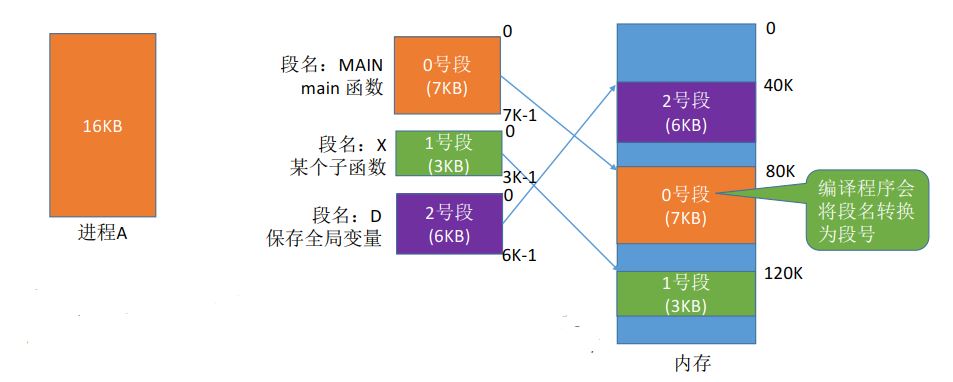 16KB
进程A
段名：MAIN
main 函数
0号段
(7KB)
0
7K-1
段名：X
某个子函数
1号段
(3KB)
0
3K-1
段名：D
保存全局变量
2号段
(6KB)
0
6K-1
0
40K
2号段
(6KB)
80K
0号段
(7KB)
120K
1号段
(3KB)
内存
编译程序会
将段名转换
为段号